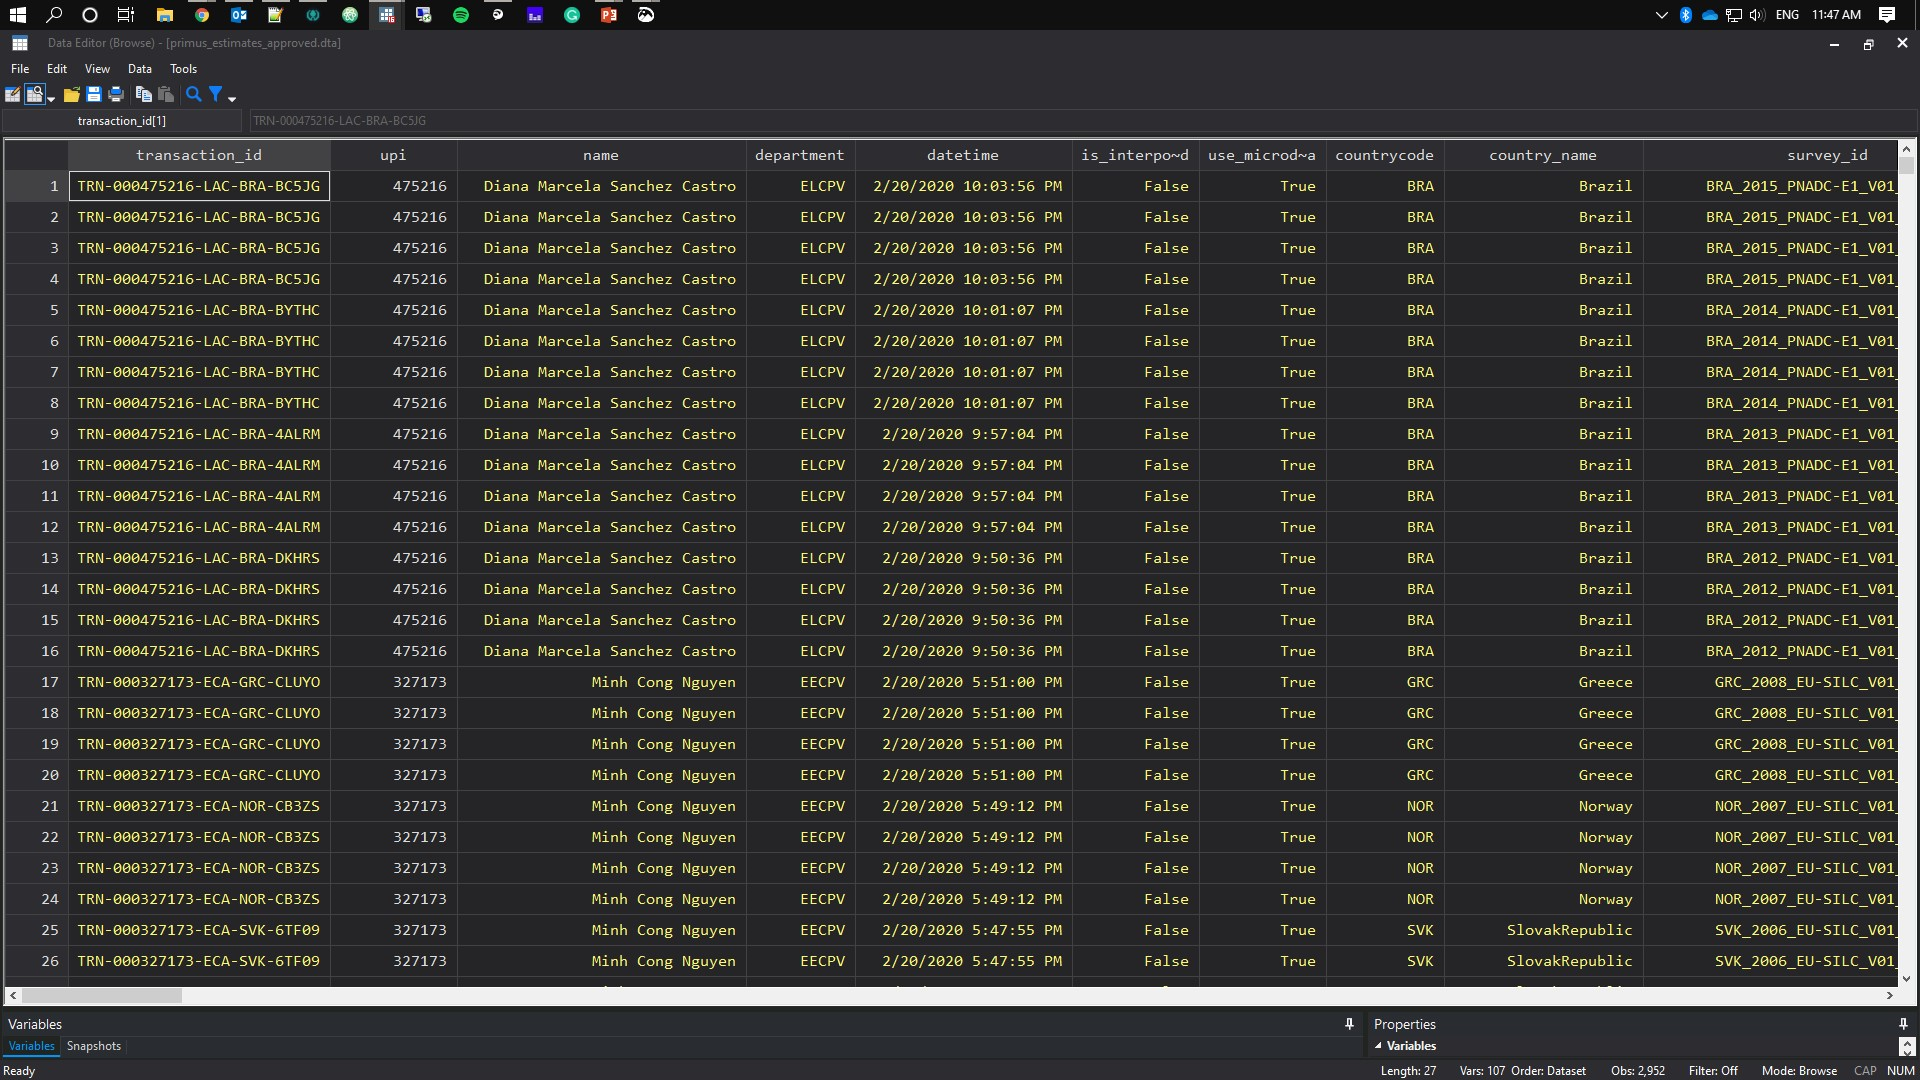 ENG 11:47 AM
Data Editor (Browse) - [primus_estimates_approved.dta]
File Edit View Data Tools
transaction_id[1] TRN-000475216-LAC-BRA-BC5JG
transaction_id upi name department datetime is_interpo~d use_microd~a countrycode country_name survey_id
1 TRN-000475216-LAC-BRA-BC5JG 475216 Diana Marcela Sanchez Castro ELCPV 2/20/2020 10:03:56 PM False True BRA Brazil BRA_2015_PNADC-E1_V01_
2 TRN-000475216-LAC-BRA-BC5JG 475216 Diana Marcela Sanchez Castro ELCPV 2/20/2020 10:03:56 PM False True BRA Brazil BRA_2015_PNADC-E1_V01_
3 TRN-000475216-LAC-BRA-BC5JG 475216 Diana Marcela Sanchez Castro ELCPV 2/20/2020 10:03:56 PM False True BRA Brazil BRA_2015_PNADC-E1_V01_
4 TRN-000475216-LAC-BRA-BC5JG 475216 Diana Marcela Sanchez Castro ELCPV 2/20/2020 10:03:56 PM False True BRA Brazil BRA_2015_PNADC-E1_V01_
5 TRN-000475216-LAC-BRA-BYTHC 475216 Diana Marcela Sanchez Castro ELCPV 2/20/2020 10:01:07 PM False True BRA Brazil BRA_2014_PNADC-E1_V01_
6 TRN-000475216-LAC-BRA-BYTHC 475216 Diana Marcela Sanchez Castro ELCPV 2/20/2020 10:01:07 PM False True BRA Brazil BRA_2014_PNADC-E1_V01_
7 TRN-000475216-LAC-BRA-BYTHC 475216 Diana Marcela Sanchez Castro ELCPV 2/20/2020 10:01:07 PM False True BRA Brazil BRA_2014_PNADC-E1_V01_
8 TRN-000475216-LAC-BRA-BYTHC 475216 Diana Marcela Sanchez Castro ELCPV 2/20/2020 10:01:07 PM False True BRA Brazil BRA_2014_PNADC-E1_V01_
9 TRN-000475216-LAC-BRA-4ALRM 475216 Diana Marcela Sanchez Castro ELCPV 2/20/2020 9:57:04 PM False True BRA Brazil BRA_2013_PNADC-E1_V01_
10 TRN-000475216-LAC-BRA-4ALRM 475216 Diana Marcela Sanchez Castro ELCPV 2/20/2020 9:57:04 PM False True BRA Brazil BRA_2013_PNADC-E1_V01_
11 TRN-000475216-LAC-BRA-4ALRM 475216 Diana Marcela Sanchez Castro ELCPV 2/20/2020 9:57:04 PM False True BRA Brazil BRA_2013_PNADC-E1_V01_
12 TRN-000475216-LAC-BRA-4ALRM 475216 Diana Marcela Sanchez Castro ELCPV 2/20/2020 9:57:04 PM False True BRA Brazil BRA_2013_PNADC-E1_V01_
13 TRN-000475216-LAC-BRA-DKHRS 475216 Diana Marcela Sanchez Castro ELCPV 2/20/2020 9:50:36 PM False True BRA Brazil BRA_2012_PNADC-E1_V01_
14 TRN-000475216-LAC-BRA-DKHRS 475216 Diana Marcela Sanchez Castro ELCPV 2/20/2020 9:50:36 PM False True BRA Brazil BRA_2012_PNADC-E1_V01_
15 TRN-000475216-LAC-BRA-DKHRS 475216 Diana Marcela Sanchez Castro ELCPV 2/20/2020 9:50:36 PM False True BRA Brazil BRA_2012_PNADC-E1_V01_
16 TRN-000475216-LAC-BRA-DKHRS 475216 Diana Marcela Sanchez Castro ELCPV 2/20/2020 9:50:36 PM False True BRA Brazil BRA_2012_PNADC-E1_V01_
17 TRN-000327173-ECA-GRC-CLUYO 327173 Minh Cong Nguyen EECPV 2/20/2020 5:51:00 PM False True GRC Greece GRC_2008_EU-SILC_V01_
18 TRN-000327173-ECA-GRC-CLUYO 327173 Minh Cong Nguyen EECPV 2/20/2020 5:51:00 PM False True GRC Greece GRC_2008_EU-SILC_V01_
19 TRN-000327173-ECA-GRC-CLUYO 327173 Minh Cong Nguyen EECPV 2/20/2020 5:51:00 PM False True GRC Greece GRC_2008_EU-SILC_V01_
20 TRN-000327173-ECA-GRC-CLUYO 327173 Minh Cong Nguyen EECPV 2/20/2020 5:51:00 PM False True GRC Greece GRC_2008_EU-SILC_V01_
21 TRN-000327173-ECA-NOR-CB3ZS 327173 Minh Cong Nguyen EECPV 2/20/2020 5:49:12 PM False True NOR Norway NOR_2007_EU-SILC_V01_
22 TRN-000327173-ECA-NOR-CB3ZS 327173 Minh Cong Nguyen EECPV 2/20/2020 5:49:12 PM False True NOR Norway NOR_2007_EU-SILC_V01_
23 TRN-000327173-ECA-NOR-CB3ZS 327173 Minh Cong Nguyen EECPV 2/20/2020 5:49:12 PM False True NOR Norway NOR_2007_EU-SILC_V01_
24 TRN-000327173-ECA-NOR-CB3ZS 327173 Minh Cong Nguyen EECPV 2/20/2020 5:49:12 PM False True NOR Norway NOR_2007_EU-SILC_V01_
25 TRN-000327173-ECA-SVK-6TF09 327173 Minh Cong Nguyen EECPV 2/20/2020 5:47:55 PM False True SVK SlovakRepublic SVK_2006_EU-SILC_V01_
26 TRN-000327173-ECA-SVK-6TF09 327173 Minh Cong Nguyen EECPV 2/20/2020 5:47:55 PM False True SVK SlovakRepublic SVK_2006_EU-SILC_V01_
Variables Properties
Variables Snapshots Variables
Ready Length: 27 Vars: 107 Order: Dataset Obs: 2,952 Filter: Off Mode: Browse CAP NUM